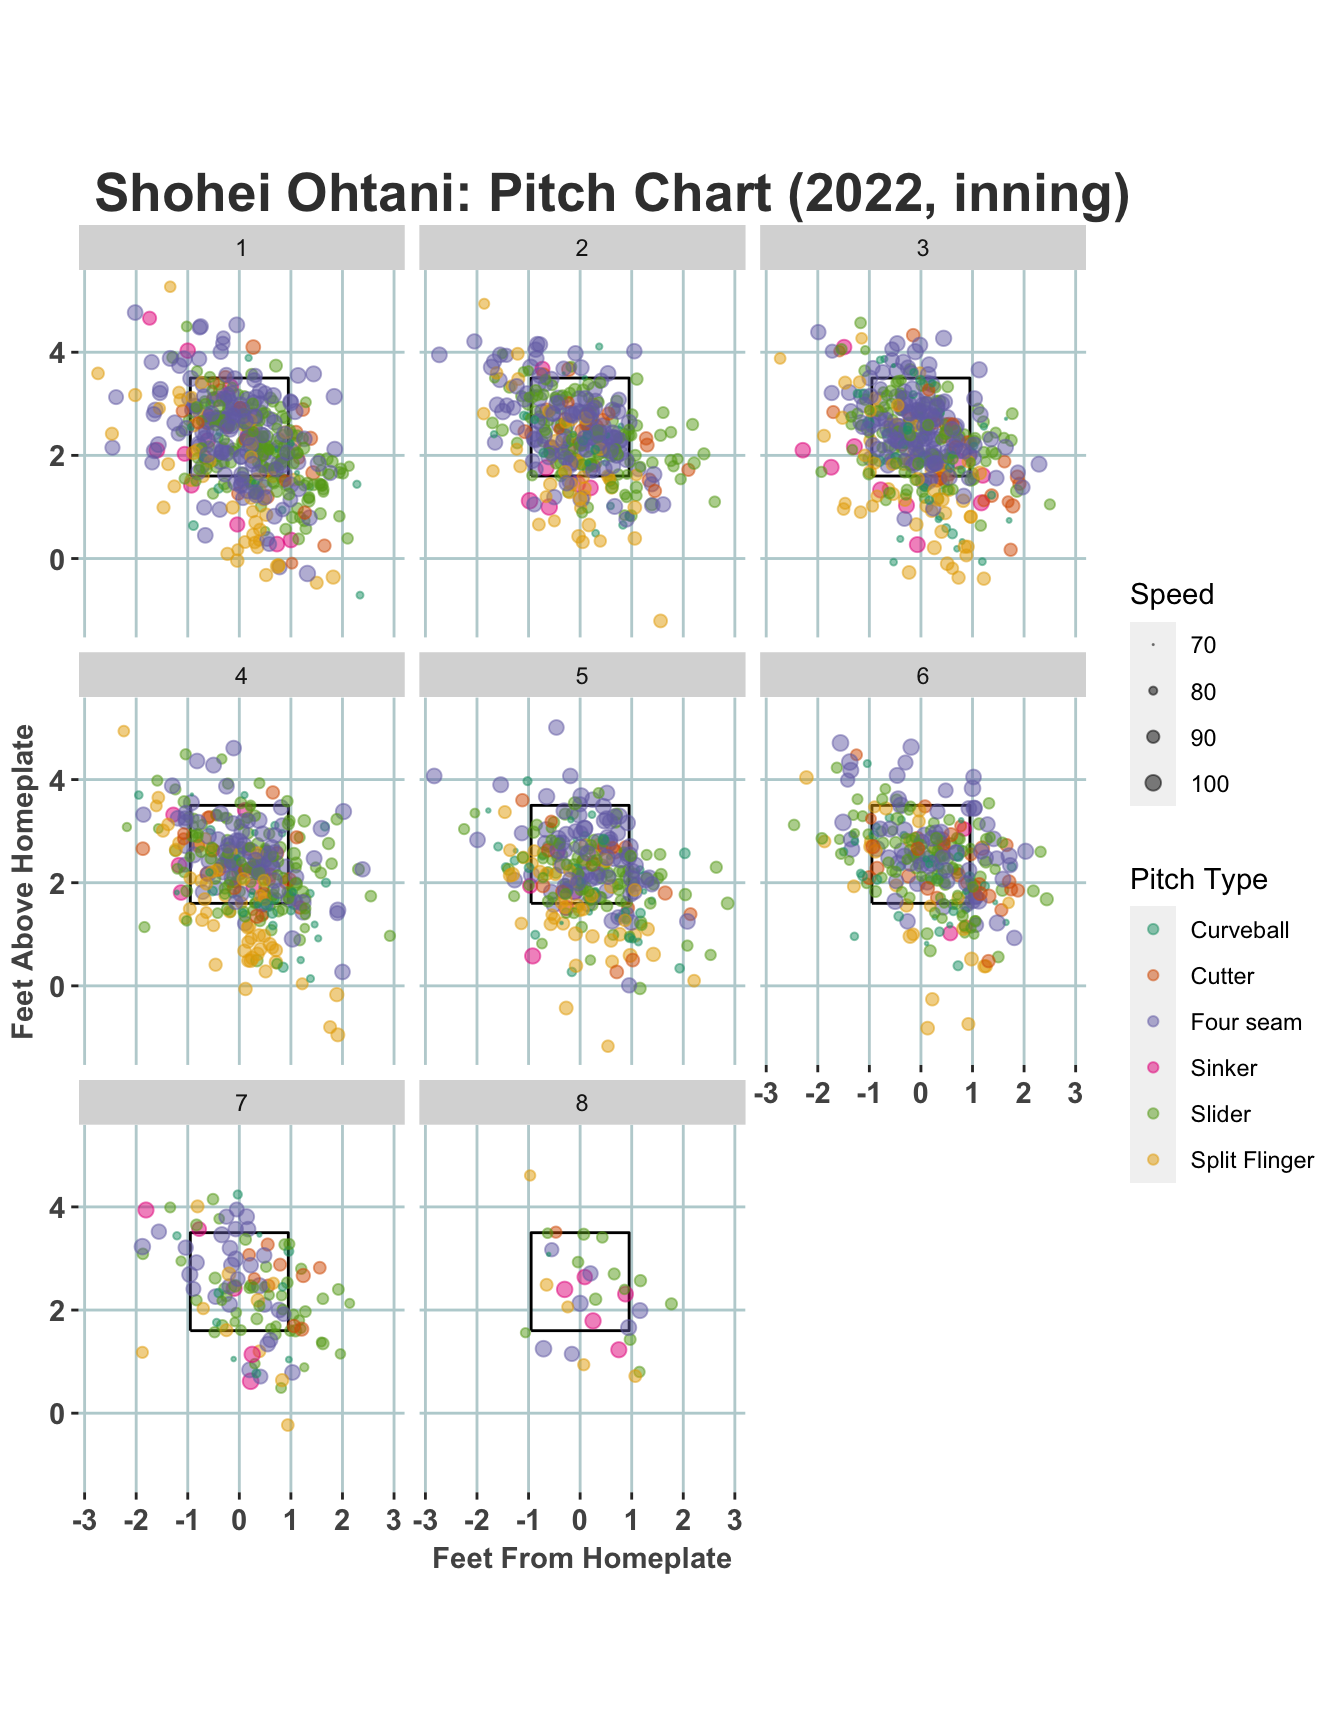 Shohei Ohtani: Pitch Chart (2022, inning)
1 2 3
4
2
0
4 5 6
4
2
0
-3 -2 -1 0 1 2 3
7 8
4
2
0
-3 -2 -1 0 1 2 3 -3 -2 -1 0 1 2 3
Feet From Homeplate
Feet Above Homeplate
Speed
70
80
90
100
Pitch Type
Curveball
Cutter
Four seam
Sinker
Slider
Split Flinger